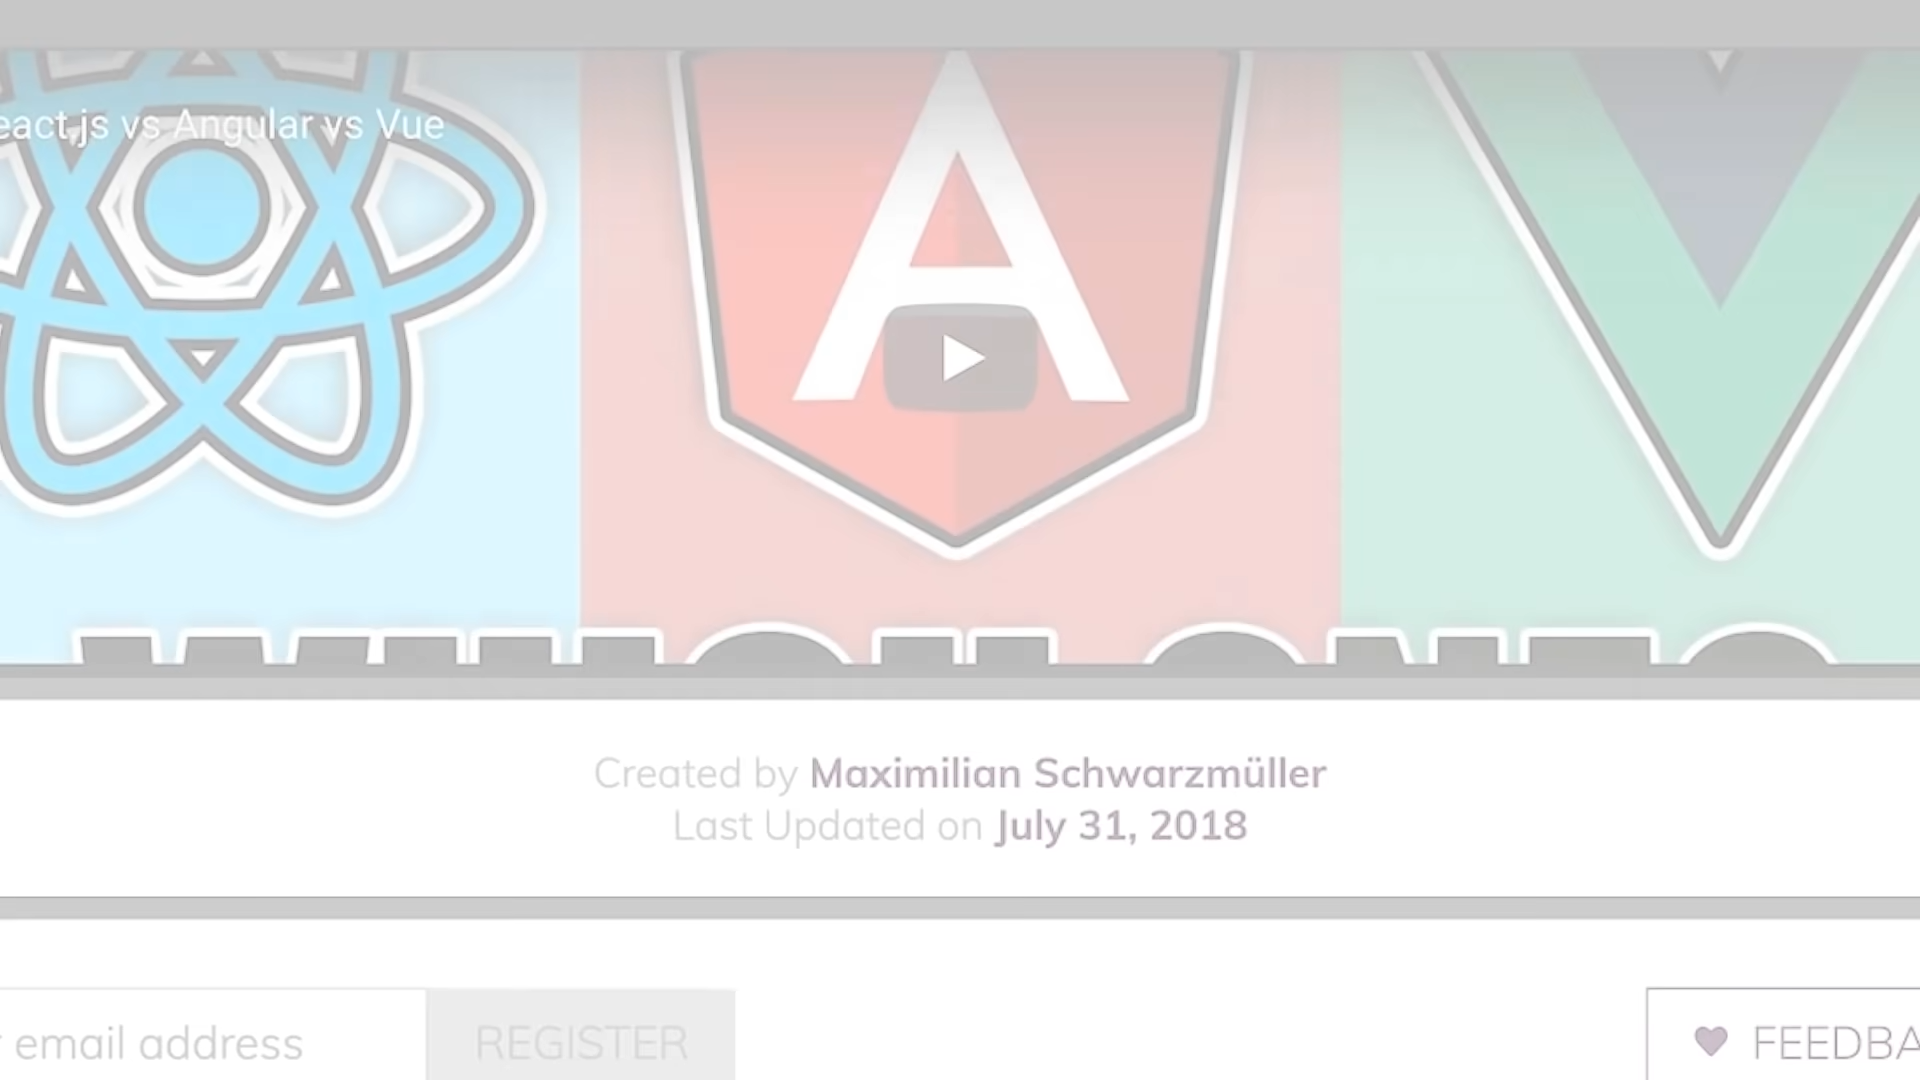 eact.js vs Angular vs Vue
A
Created by Maximilian Schwarzmüller
Last Updated on July 31, 2018
email address
REGISTER
FEEDBA